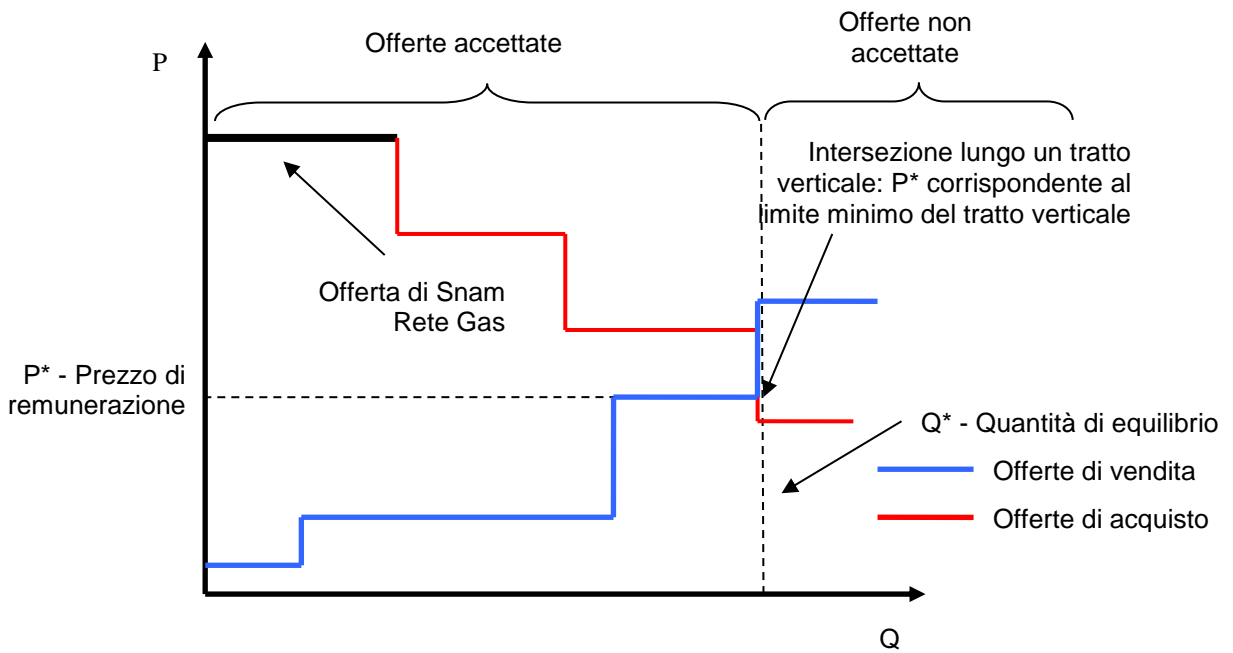 Offerte accettate
Offerte non
accettate
P
Intersezione lungo un tratto
verticale: P* corrispondente al
limite minimo del tratto verticale
Offerta di Snam
Rete Gas
P* - Prezzo di
remunerazione
Q* - Quantità di equilibrio
Offerte di vendita
Offerte di acquisto
Q